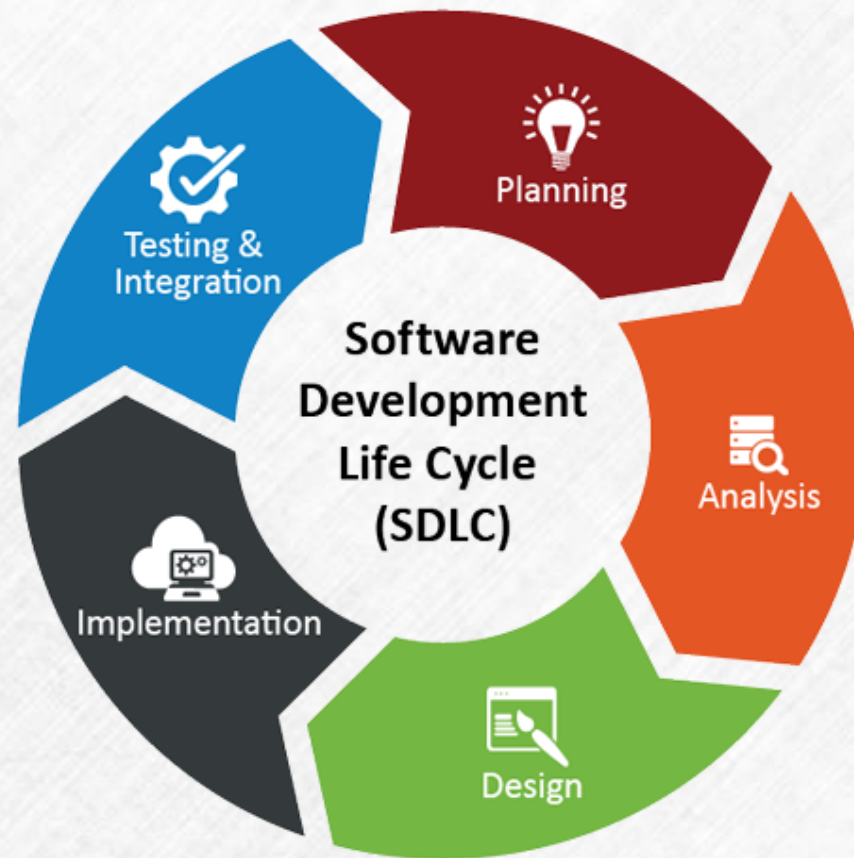 Software
Development
Life Cycle
(SDLC)
Planning
Analysis
Design
Implementation
Testing &
Integration